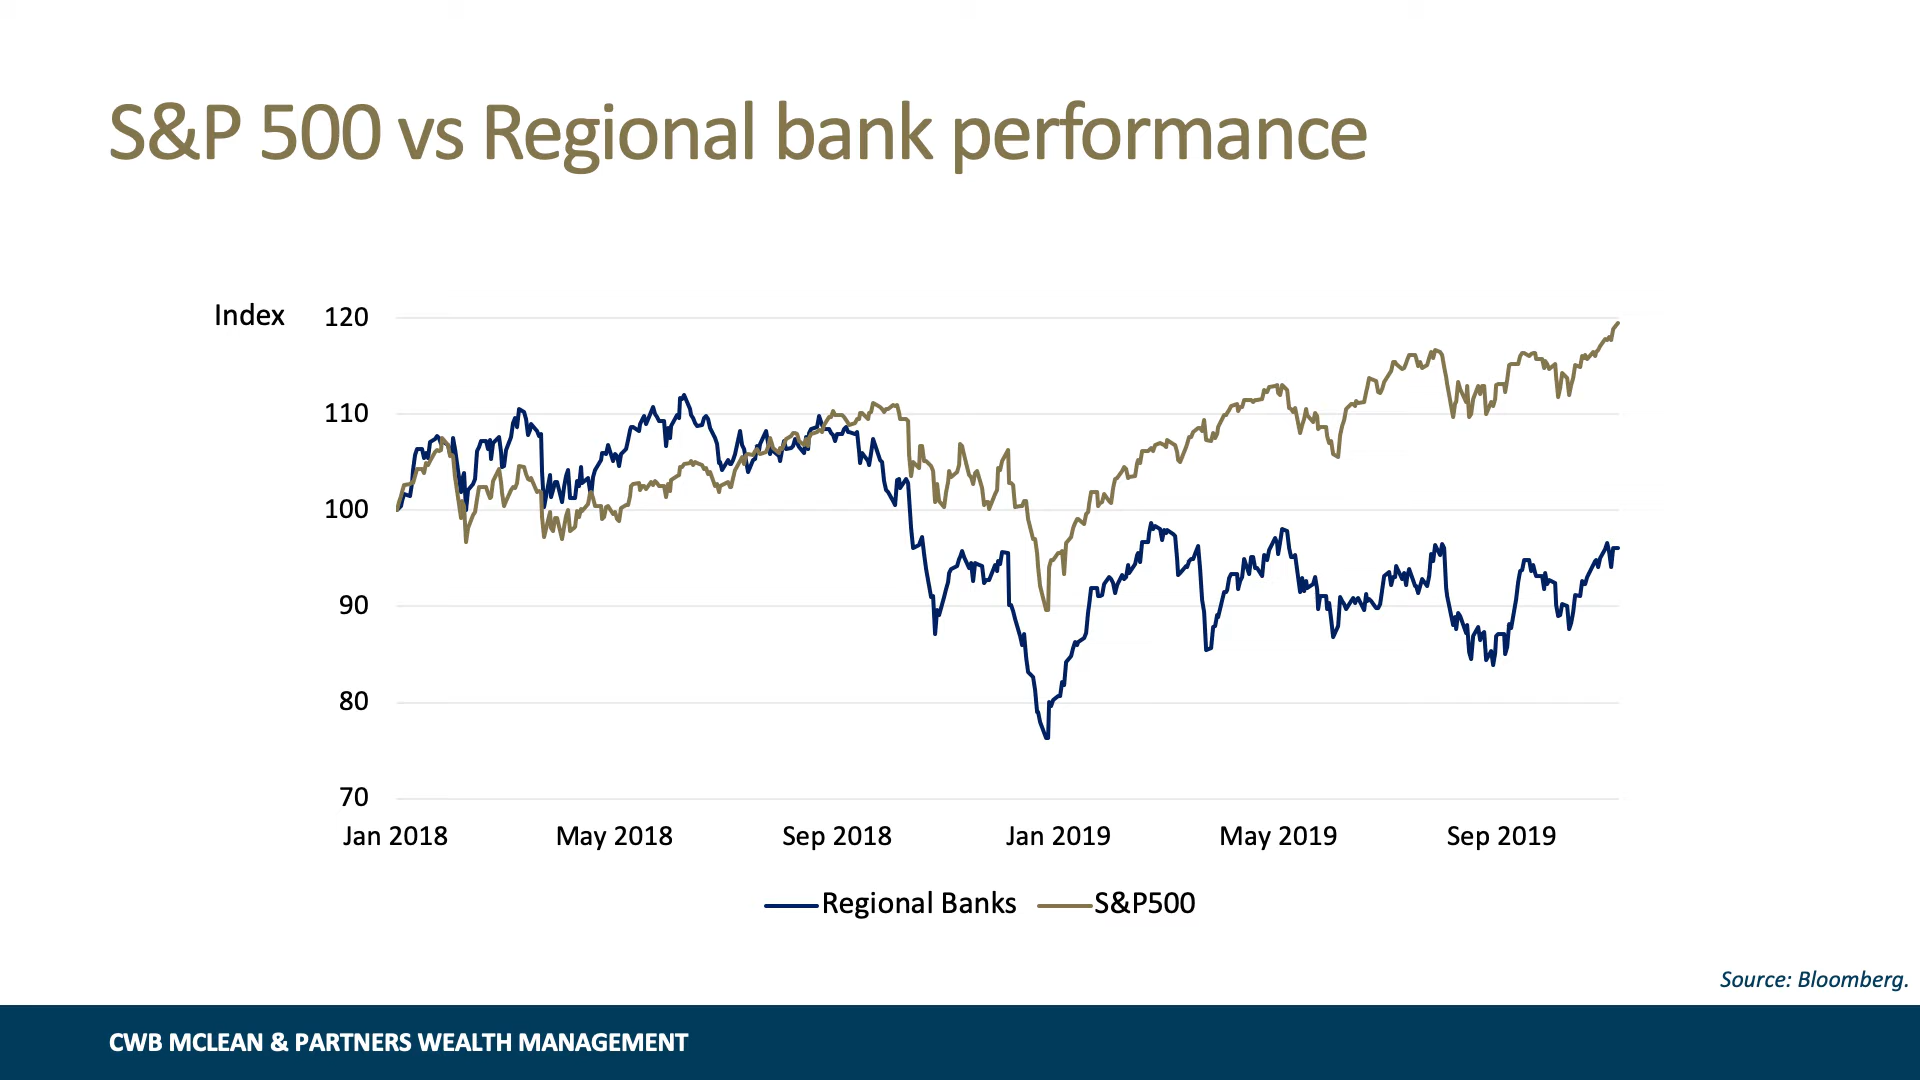 S&P 500 vs Regional bank performance
Index
120
110
100
90
80
70
Jan 2018 May 2018 Sep 2018 Jan 2019 May 2019 Sep 2019
Regional Banks S&P500
Source: Bloomberg.
CWB MCLEAN & PARTNERS WEALTH MANAGEMENT